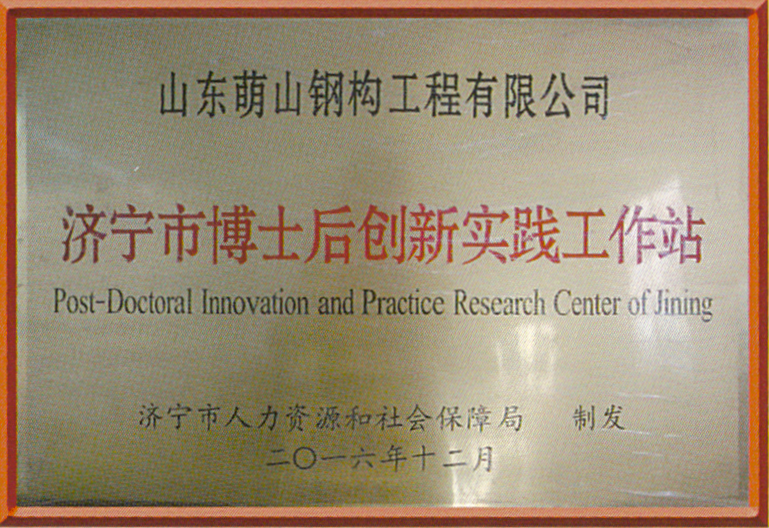 山东萌山钢构工程有限公司
济宁市博士后创新实践工作站
Post-Doctoral Innovation and Practice Research Center of Jining
济宁市人力资源和社会保障局 制发
二〇一六年十二月